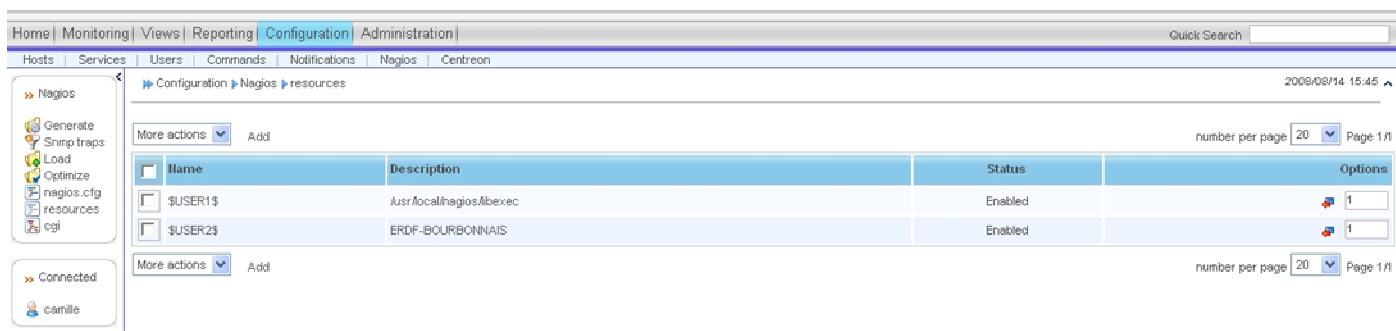 Home | Monitoring | Views | Reporting | Configuration | Administration |
Quick Search
Hosts | Services | Users | Commands | Notifications | Nagios | Centreon
Nagios
Generate
Snmp traps
Load
Optimize
nagios.cfg
resources
cgi
Connected
camille
Configuration Nagios resources
2008/08/14 15:45
More actions Add
number per page 20 Page 1/1
Name Description Status Options
$USER1$ /usr/local/nagios/libexec Enabled 1
$USER2$ ERDF-BOURBONNAIS Enabled 1
More actions Add
number per page 20 Page 1/1